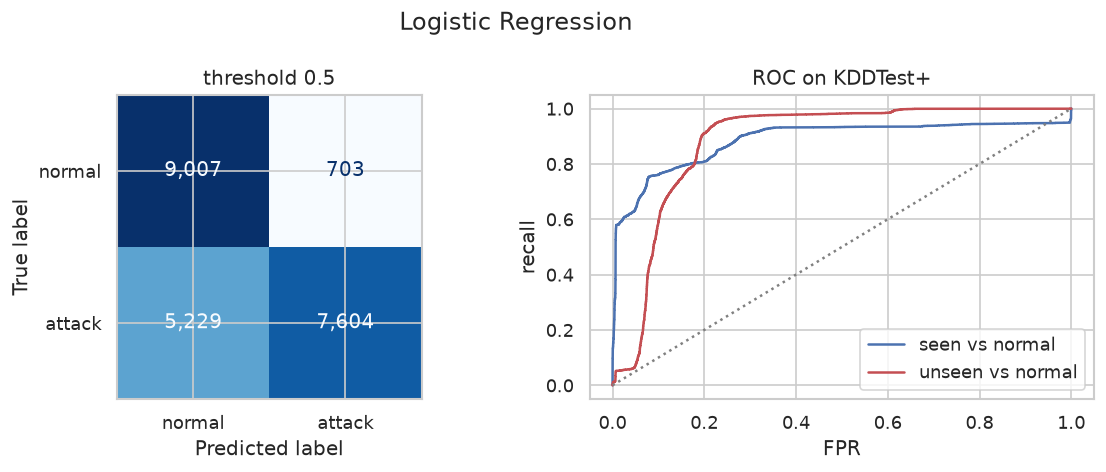 Logistic Regression
threshold 0.5
True label
normal
attack
9,007
703
5,229
7,604
normal
attack
Predicted label
ROC on KDDTest+
recall
1.0
0.8
0.6
0.4
0.2
0.0
seen vs normal
unseen vs normal
0.0
0.2
0.4
0.6
0.8
1.0
FPR